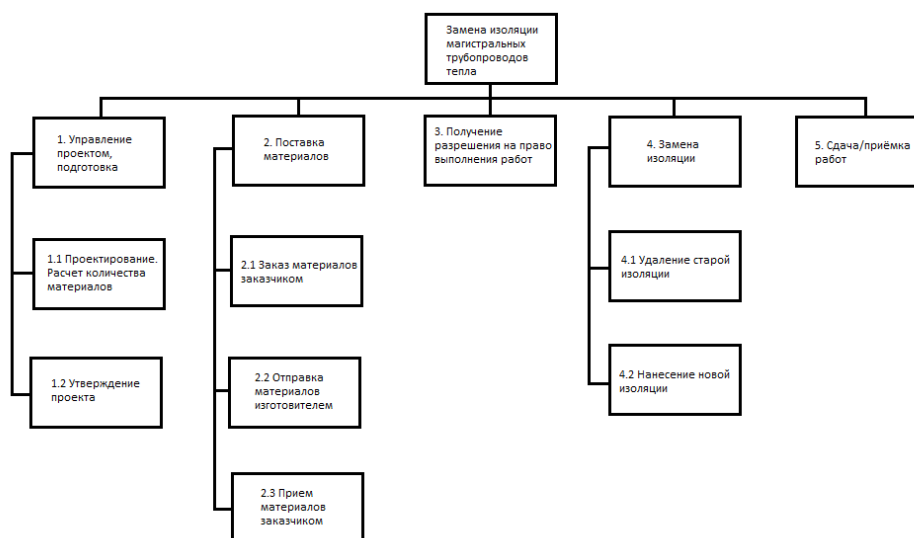 Замена изоляции
магистральных
трубопроводов
тепла
1. Управление
проектом,
подготовка
2. Поставка
материалов
3. Получение
разрешения на право
выполнения работ
4. Замена
изоляции
5. Сдача/приёмка
работ
1.1 Проектирование.
Расчет количества
материалов
2.1 Заказ материалов
заказчиком
4.1 Удаление старой
изоляции
1.2 Утверждение
проекта
2.2 Отправка
материалов
изготовителем
4.2 Нанесение новой
изоляции
2.3 Прием
материалов
заказчиком